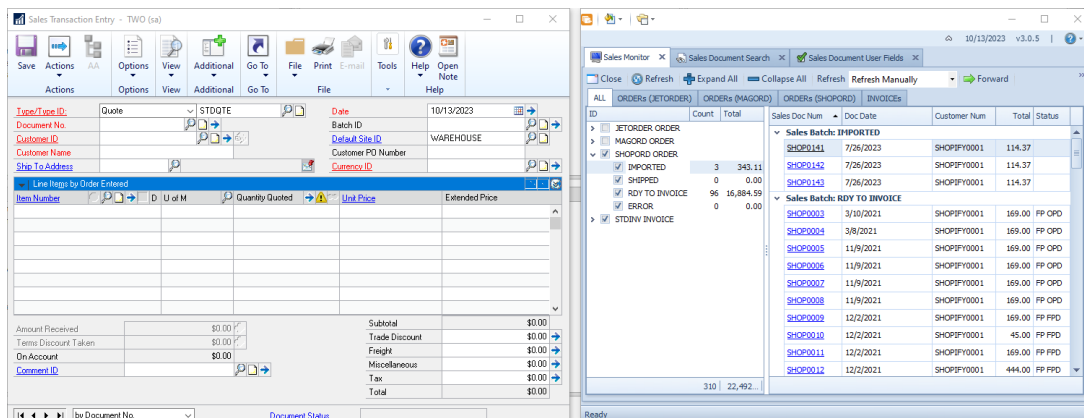 Sales Transaction Entry - TWO (sa)
Save Actions AA Options View Additional Go To File Print E-mail Tools Help Open Note
Actions Options View Additional Go To File Help
Type/Type ID: Quote STDQTE Date 10/13/2023
Document No. Batch ID
Customer ID Default Site ID WAREHOUSE
Customer Name Customer PO Number
Ship To Address Currency ID
Line Items by Order Entered
Item Number D U of M Quantity Quoted Unit Price Extended Price
Amount Received $0.00 Subtotal $0.00
Terms Discount Taken $0.00 Trade Discount $0.00
On Account $0.00 Freight $0.00
Comment ID Miscellaneous $0.00
Tax $0.00
Total $0.00
by Document No. Document Status
10/13/2023 v3.0.5
Sales Monitor Sales Document Search Sales Document User Fields
Close Refresh Expand All Collapse All Refresh Refresh Manually Forward
ALL ORDERs (JETORDER) ORDERs (MAGORD) ORDERs (SHOPORD) INVOICEs
ID Count Total
JETORDER ORDER
MAGORD ORDER
SHOPORD ORDER
IMPORTED 3 343.11
SHIPPED 0 0.00
RDY TO INVOICE 96 16,884.59
ERROR 0 0.00
STDINV INVOICE
310 22,492...
Sales Doc Num Doc Date Customer Num Total Status
Sales Batch: IMPORTED
SHOP0141 7/26/2023 SHOPIFY0001 114.37
SHOP0142 7/26/2023 SHOPIFY0001 114.37
SHOP0143 7/26/2023 SHOPIFY0001 114.37
Sales Batch: RDY TO INVOICE
SHOP0003 3/10/2021 SHOPIFY0001 169.00 FP OPD
SHOP0004 3/8/2021 SHOPIFY0001 169.00 FP OPD
SHOP0005 11/9/2021 SHOPIFY0001 169.00 FP OPD
SHOP0006 11/9/2021 SHOPIFY0001 169.00 FP OPD
SHOP0007 11/9/2021 SHOPIFY0001 169.00 FP OPD
SHOP0008 11/9/2021 SHOPIFY0001 169.00 FP OPD
SHOP0009 12/2/2021 SHOPIFY0001 169.00 FP FPD
SHOP0010 12/2/2021 SHOPIFY0001 45.00 FP FPD
SHOP0011 12/2/2021 SHOPIFY0001 169.00 FP FPD
SHOP0012 12/2/2021 SHOPIFY0001 444.00 FP FPD
Ready